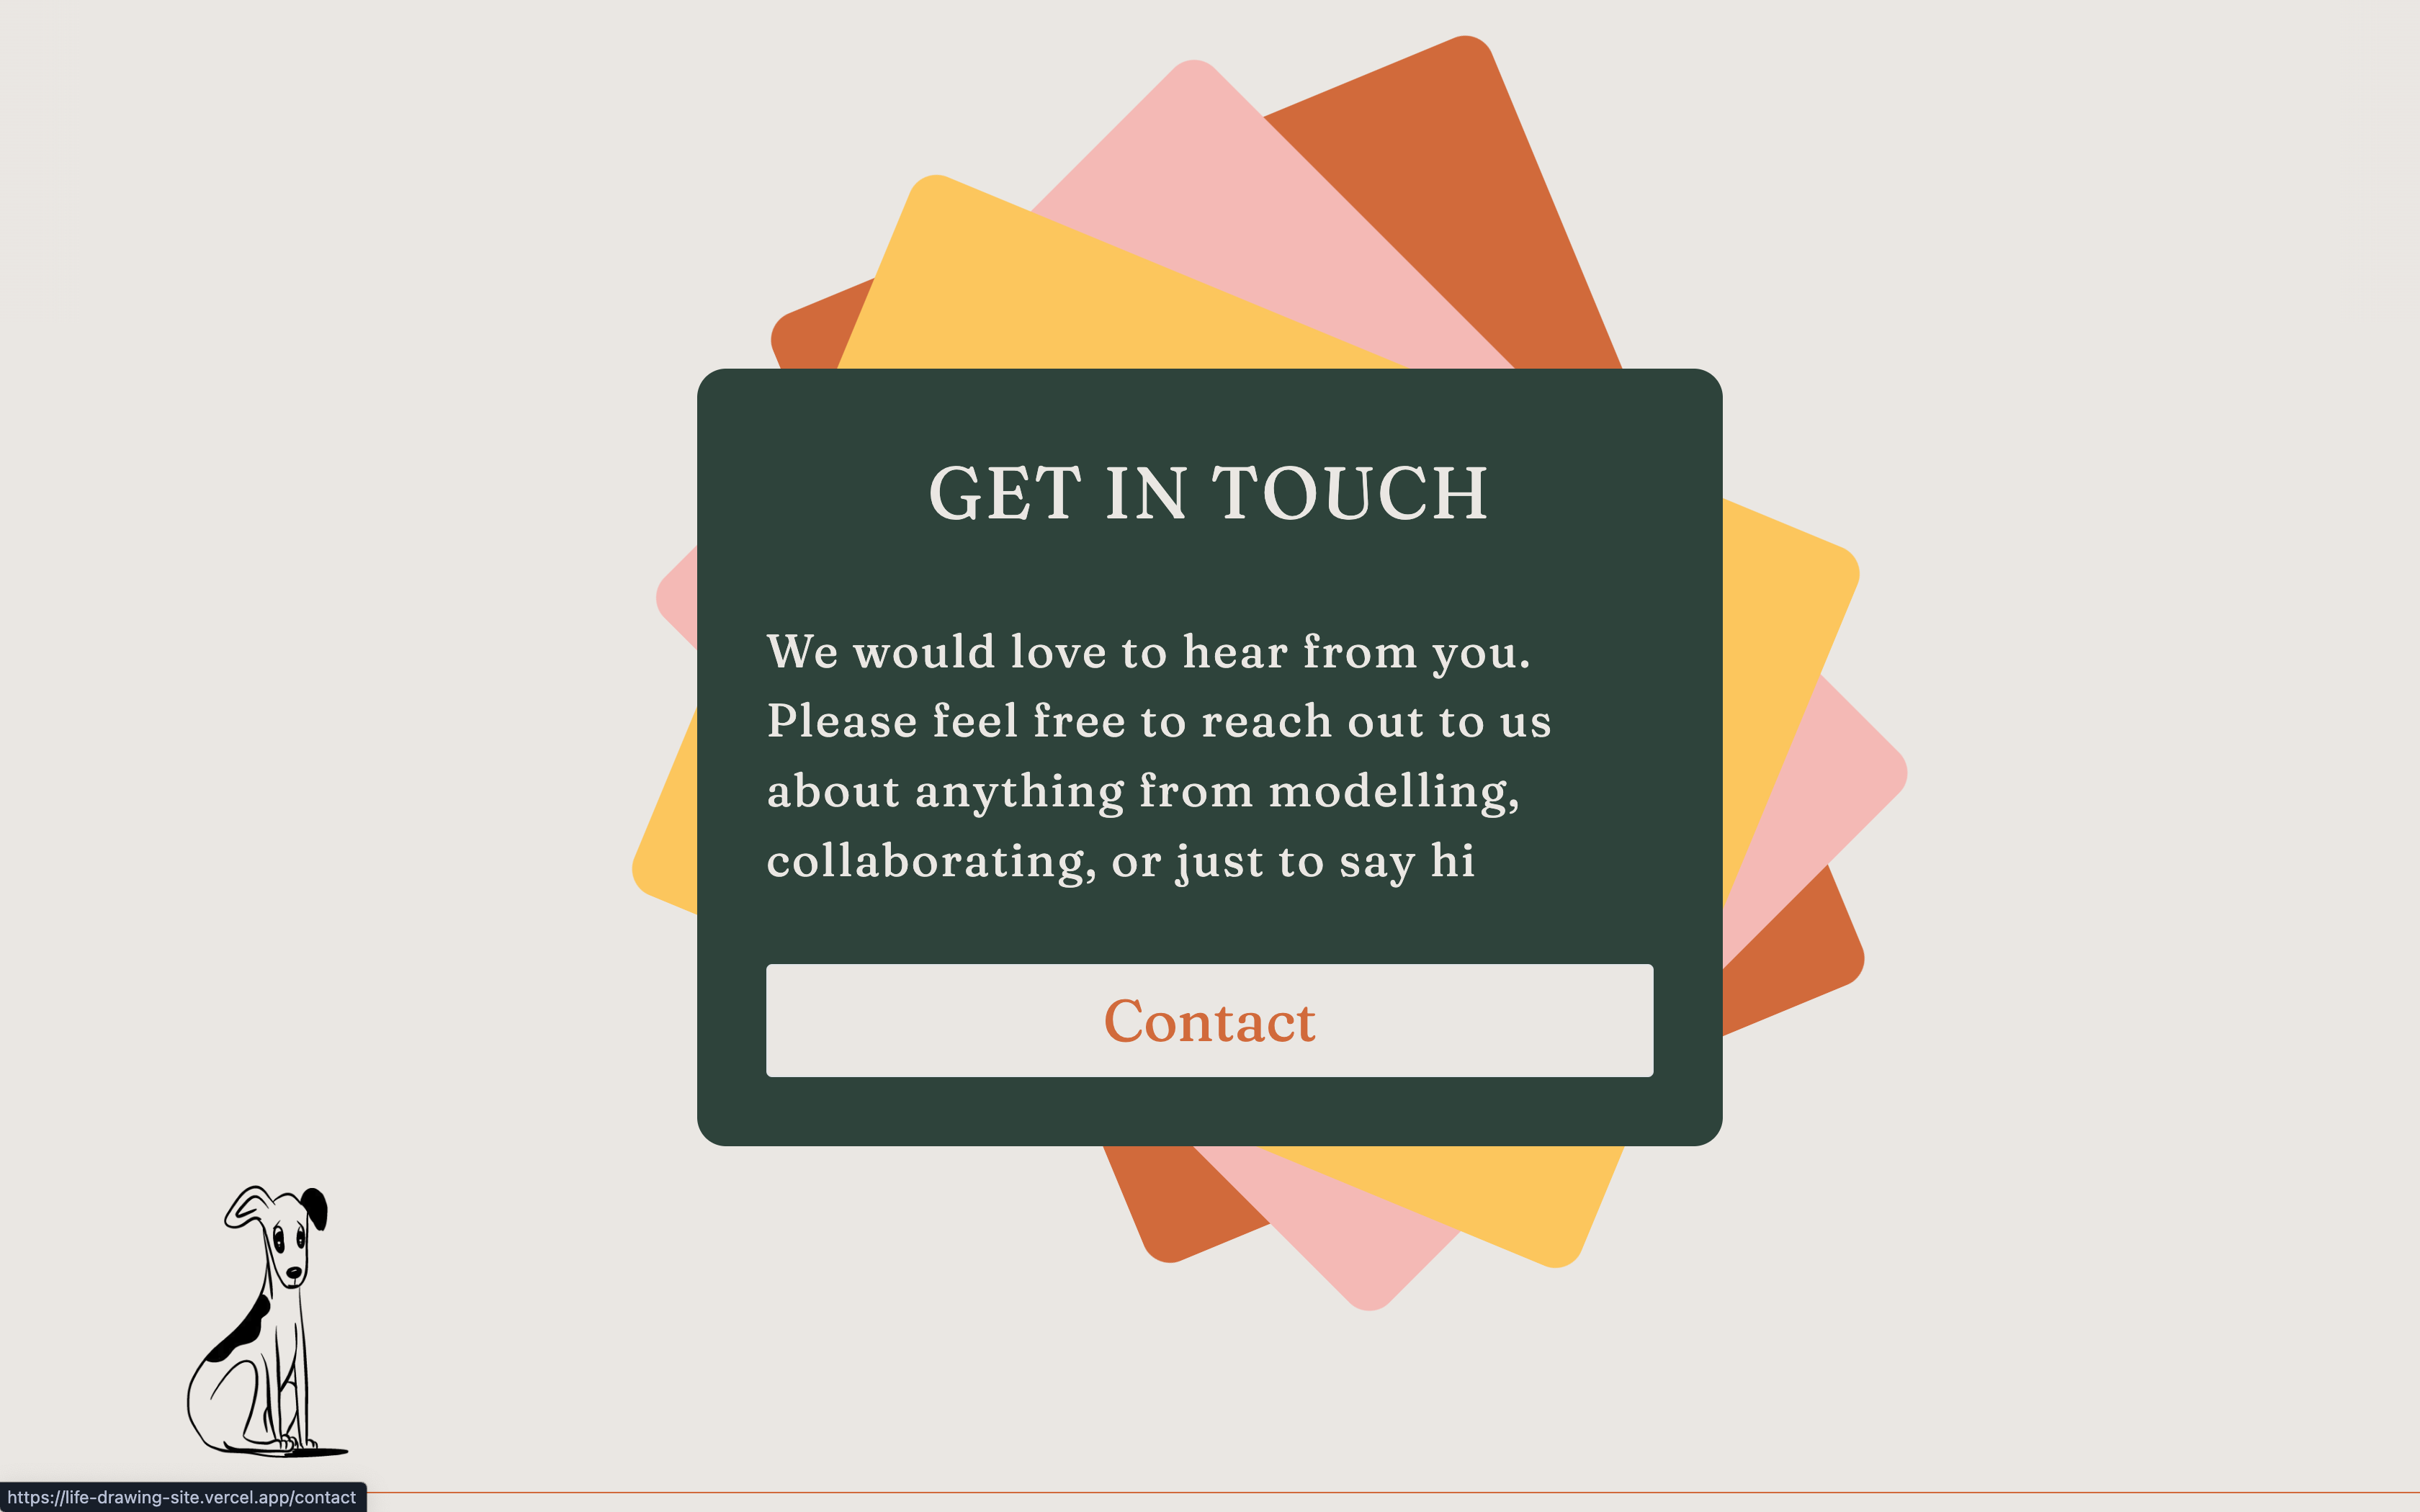 GET IN TOUCH
We would love to hear from you.
Please feel free to reach out to us
about anything from modelling,
collaborating, or just to say hi
Contact
https://life-drawing-site.vercel.app/contact